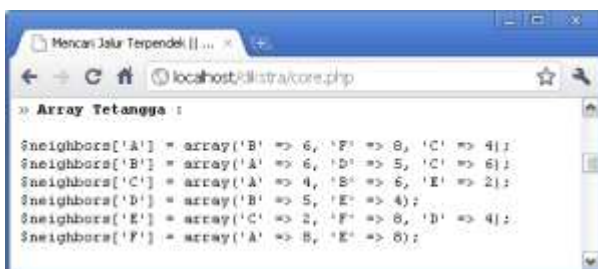 Mencari Jalur Terpendek || ...
localhost/dikstra/core.php
» Array Tetangga :
$neighbors['A'] = array('B' => 6, 'F' => 8, 'C' => 4);
$neighbors['B'] = array('A' => 6, 'D' => 5, 'C' => 6);
$neighbors['C'] = array('A' => 4, 'B' => 6, 'E' => 2);
$neighbors['D'] = array('B' => 5, 'E' => 4);
$neighbors['E'] = array('C' => 2, 'F' => 8, 'D' => 4);
$neighbors['F'] = array('A' => 8, 'E' => 8);